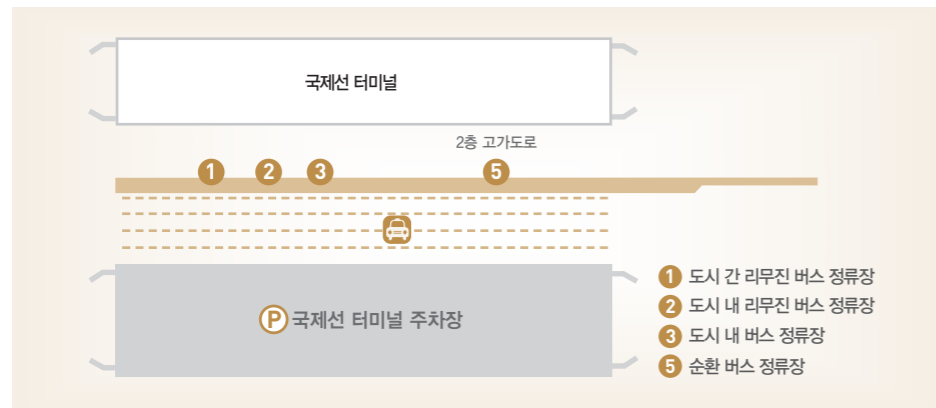 국제선 터미널
2층 고가도로
1 2 3 5
P 국제선 터미널 주차장
1 도시 간 리무진 버스 정류장
2 도시 내 리무진 버스 정류장
3 도시 내 버스 정류장
5 순환 버스 정류장